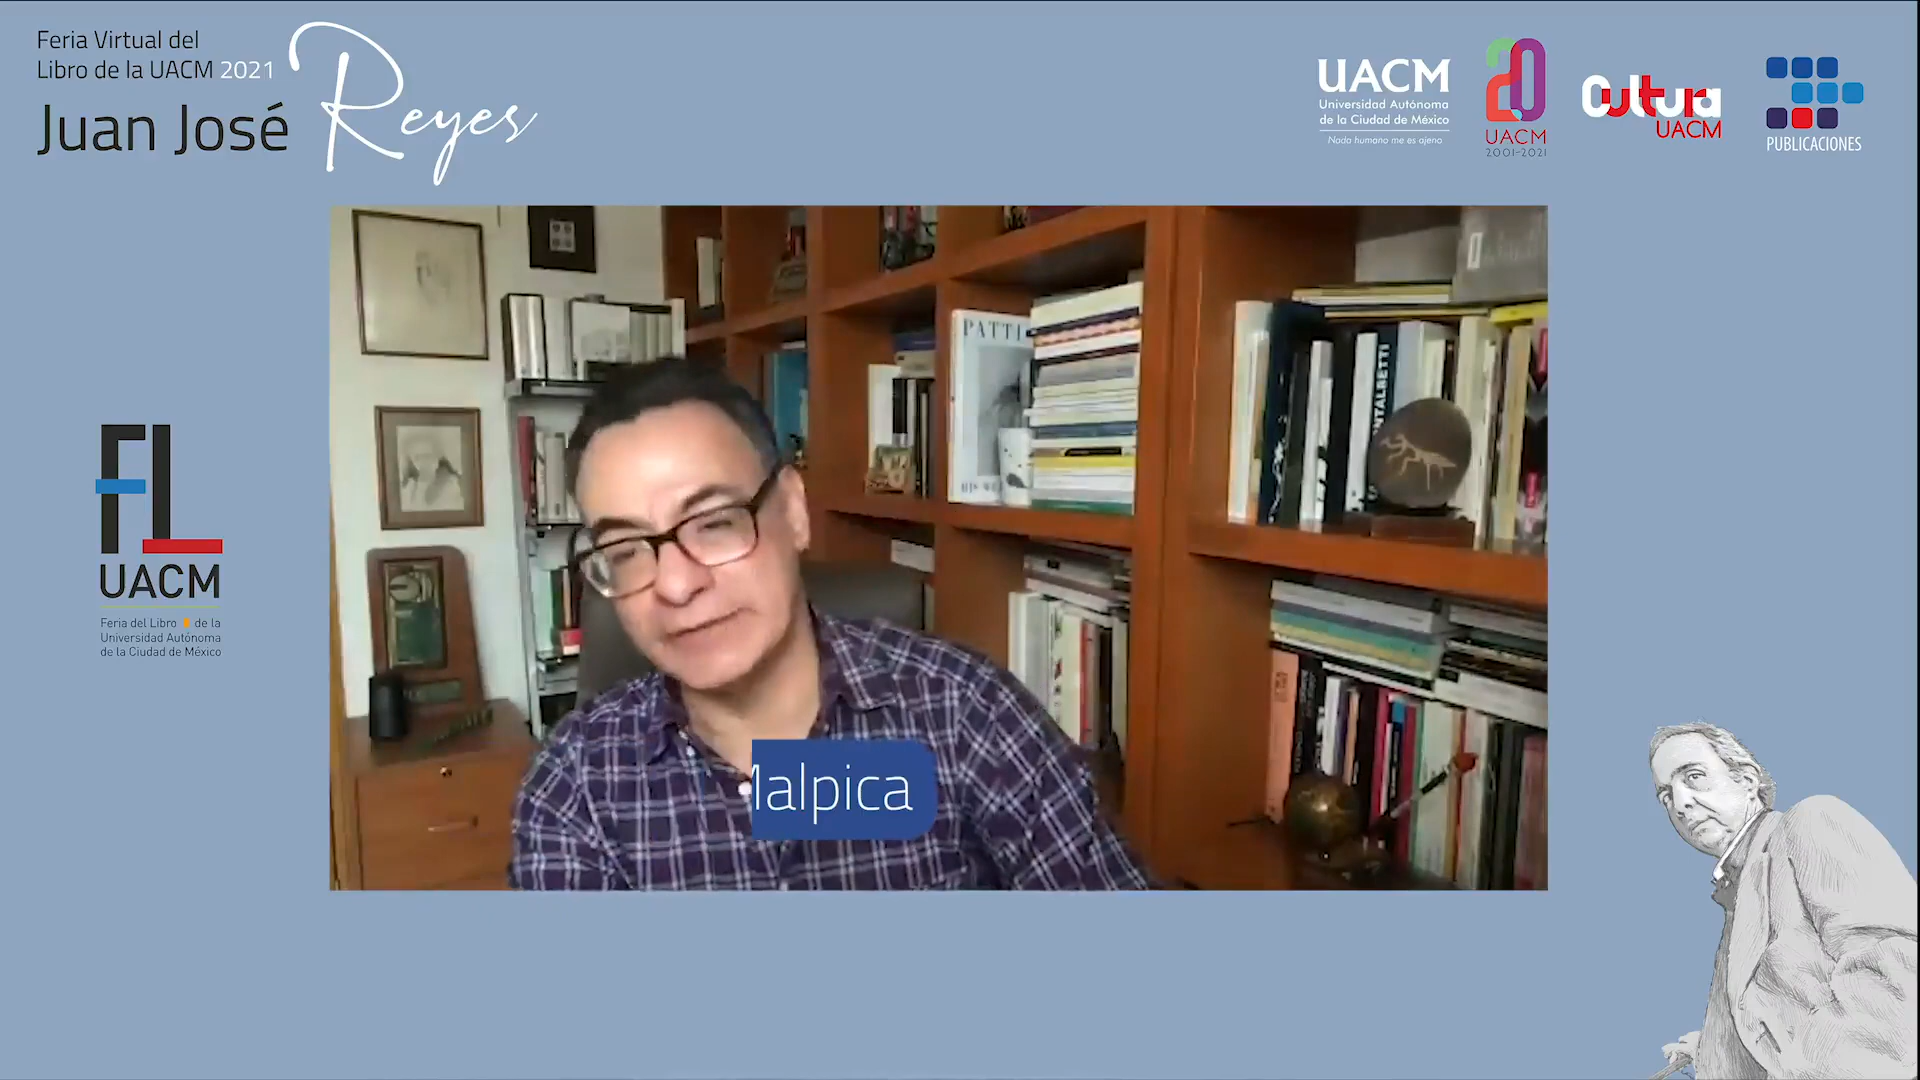 Feria Virtual del
Libro de la UACM 2021
Juan José Reyes
UACM
Universidad Autónoma
de la Ciudad de México
Nada humano me es ajeno
20
UACM
2001-2021
Cultura
UACM
PUBLICACIONES
FL
UACM
Feria del Libro de la
Universidad Autónoma
de la Ciudad de México
PATTI
Malpica